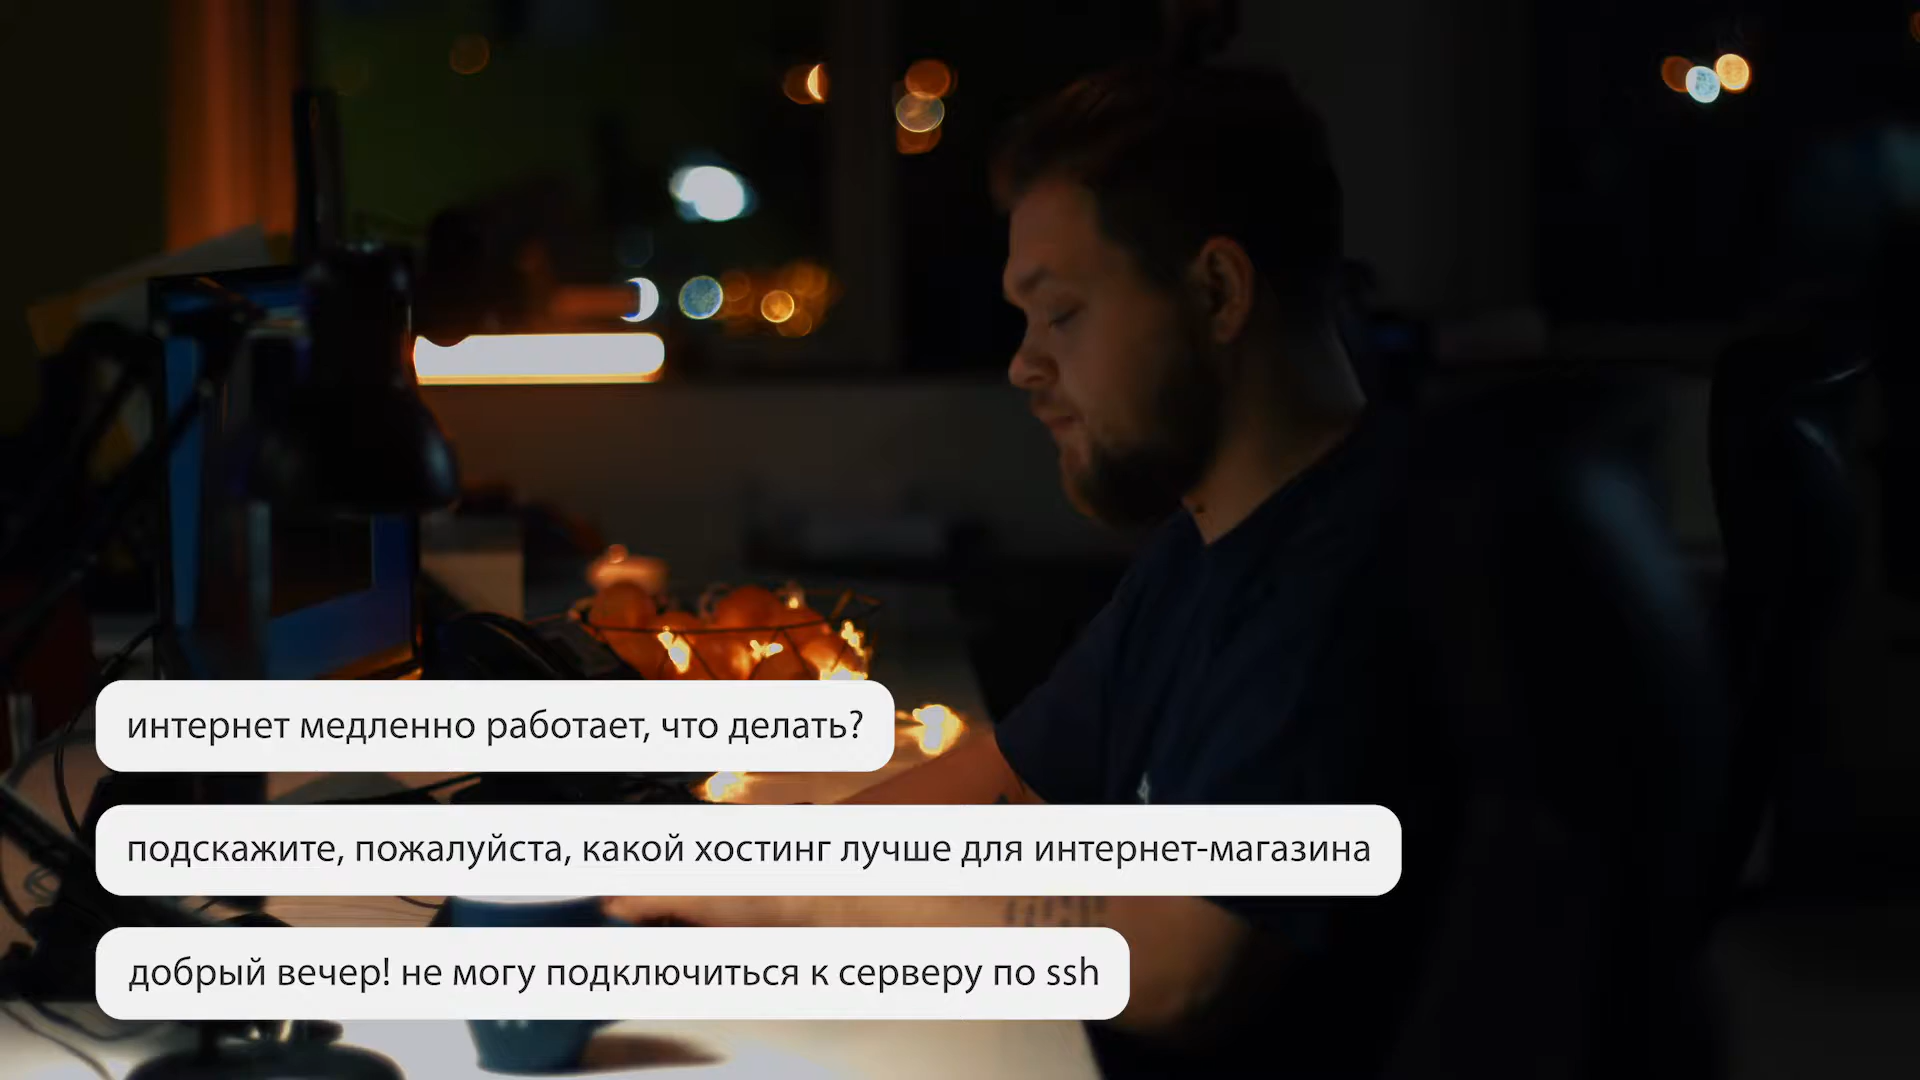 интернет медленно работает, что делать?
подскажите, пожалуйста, какой хостинг лучше для интернет-магазина
добрый вечер! не могу подключиться к серверу по ssh